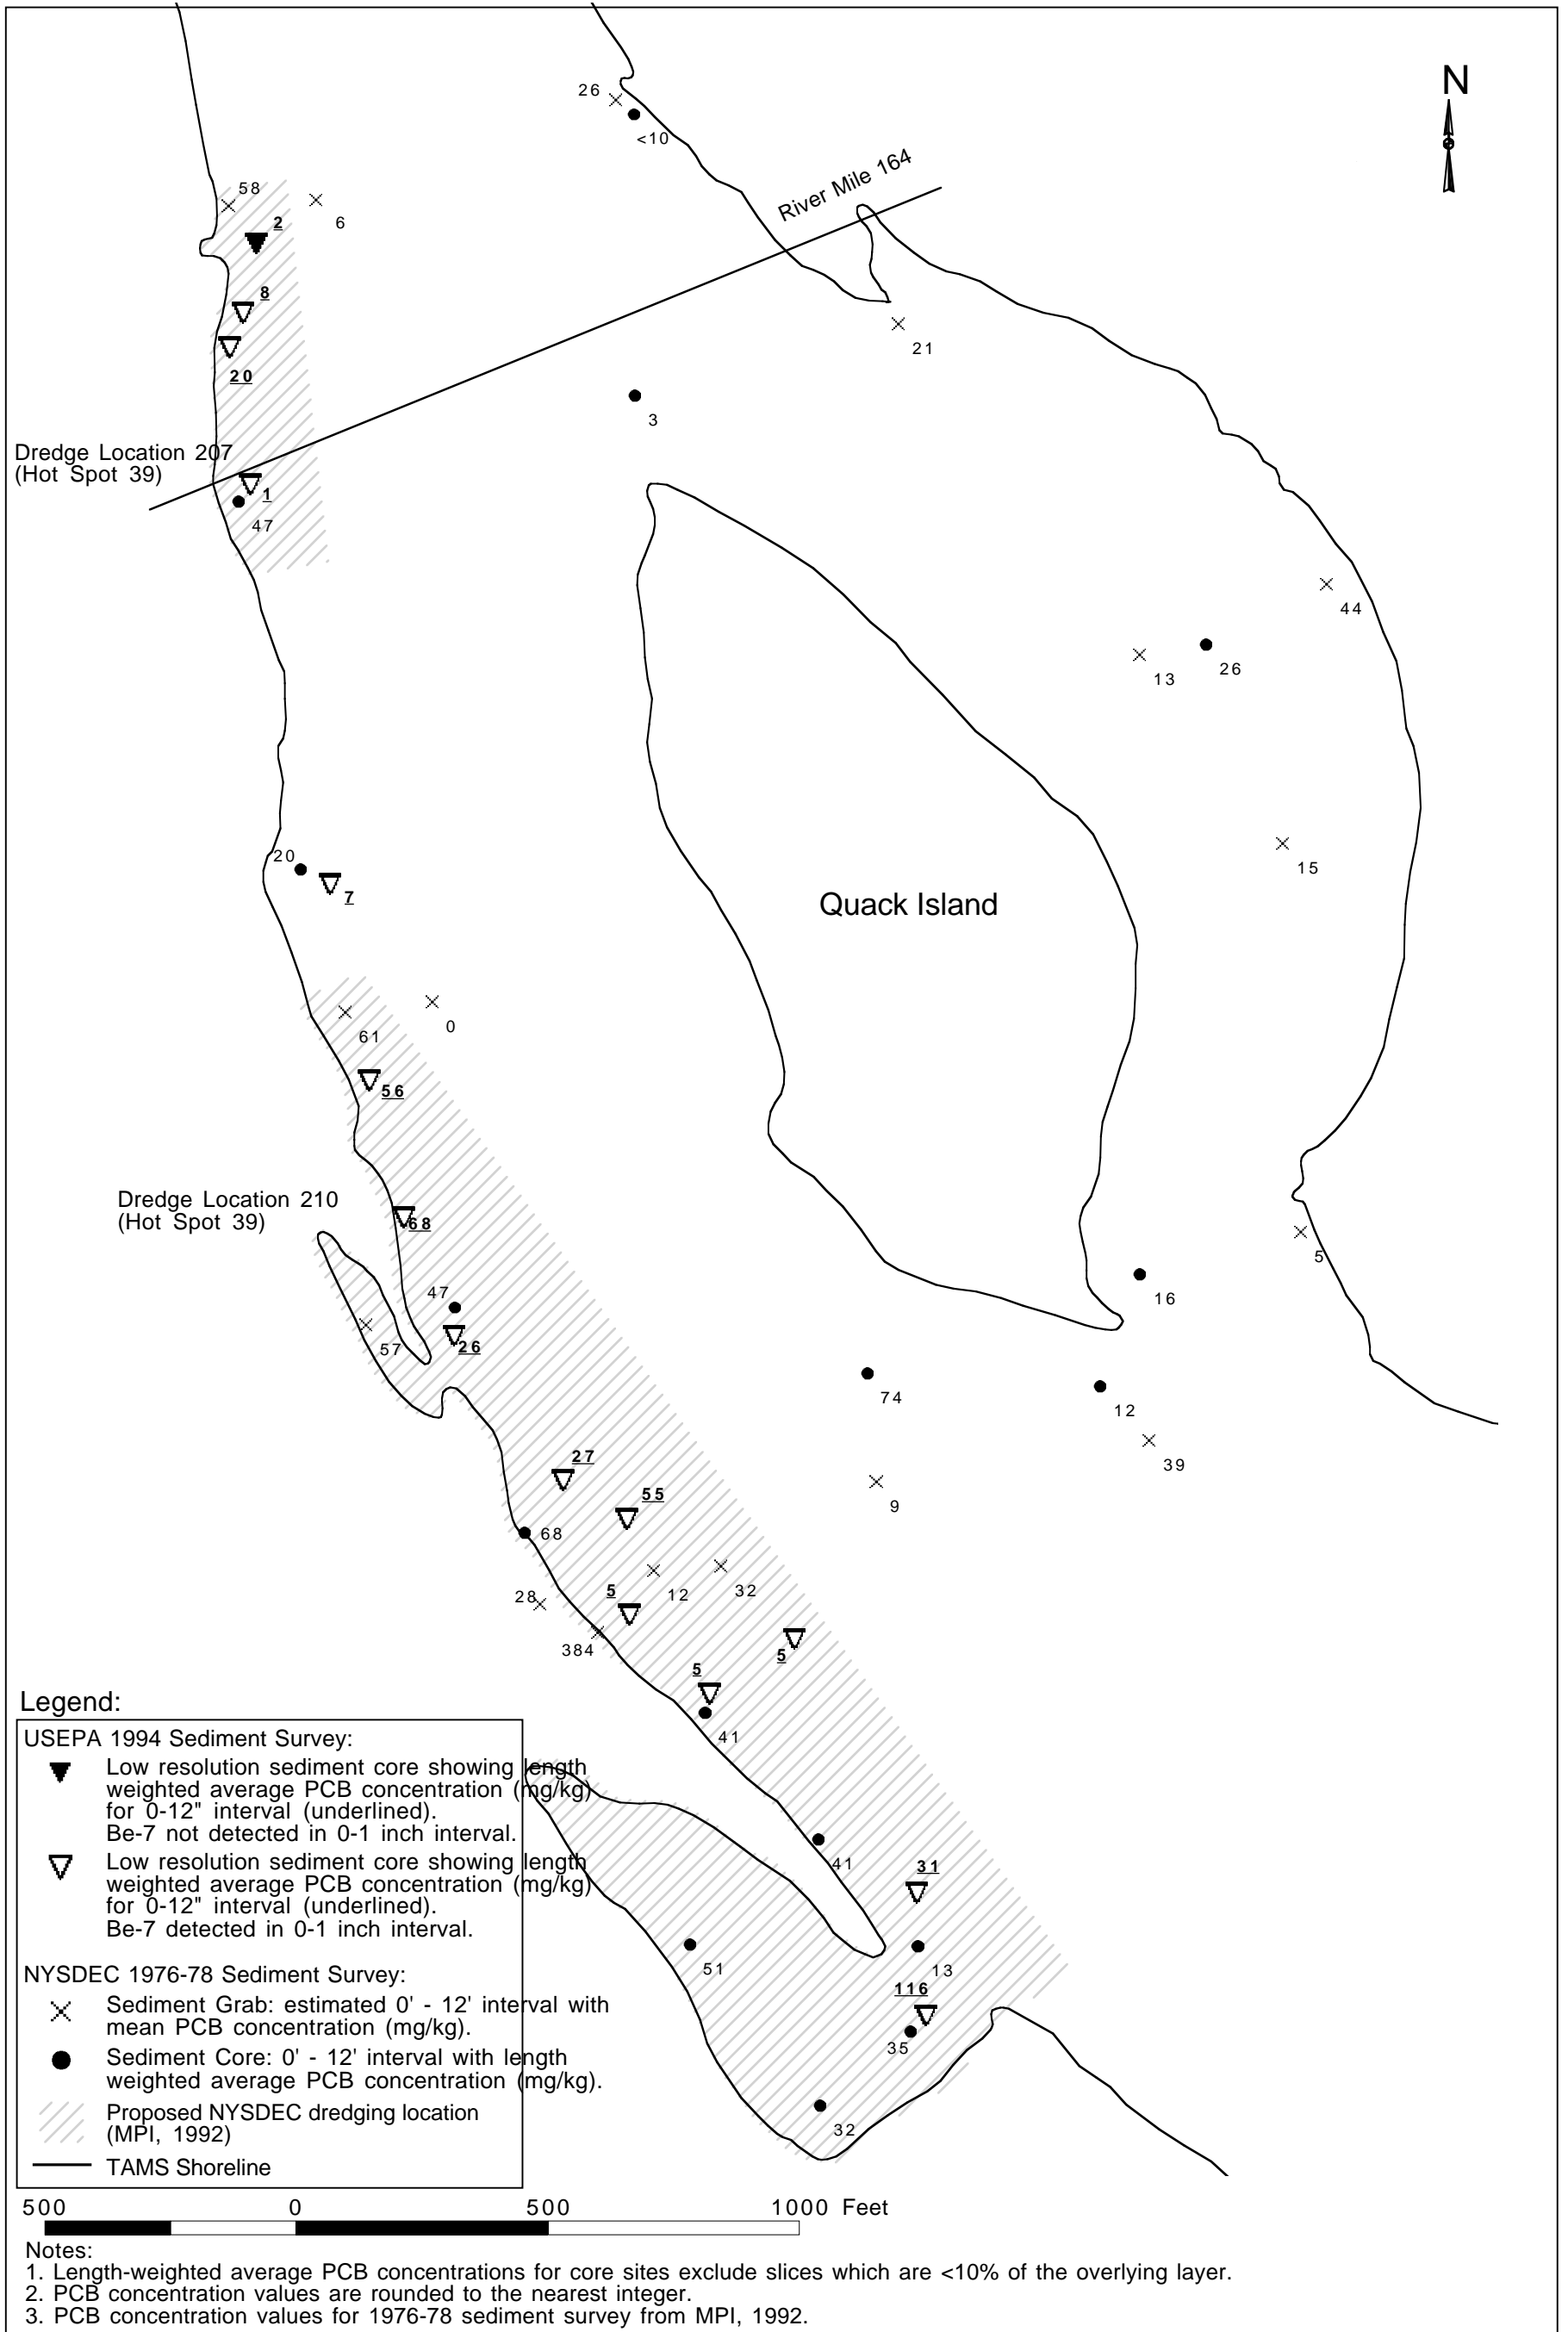 N
26
<10
River Mile 164
58
6
2
8
21
20
3
Dredge Location 207
(Hot Spot 39)
1
47
44
26
13
20
15
7
Quack Island
0
61
56
Dredge Location 210
(Hot Spot 39)
68
5
16
47
57
26
74
12
39
27
55
9
68
12
32
5
28
384
5
5
41
41
31
51
13
116
35
32
Legend:
USEPA 1994 Sediment Survey:
Low resolution sediment core showing length
weighted average PCB concentration (mg/kg)
for 0-12" interval (underlined).
Be-7 not detected in 0-1 inch interval.
Low resolution sediment core showing length
weighted average PCB concentration (mg/kg)
for 0-12" interval (underlined).
Be-7 detected in 0-1 inch interval.
NYSDEC 1976-78 Sediment Survey:
Sediment Grab: estimated 0' - 12' interval with
mean PCB concentration (mg/kg).
Sediment Core: 0' - 12' interval with length
weighted average PCB concentration (mg/kg).
Proposed NYSDEC dredging location
(MPI, 1992)
TAMS Shoreline
500 0 500 1000 Feet
Notes:
1. Length-weighted average PCB concentrations for core sites exclude slices which are <10% of the overlying layer.
2. PCB concentration values are rounded to the nearest integer.
3. PCB concentration values for 1976-78 sediment survey from MPI, 1992.